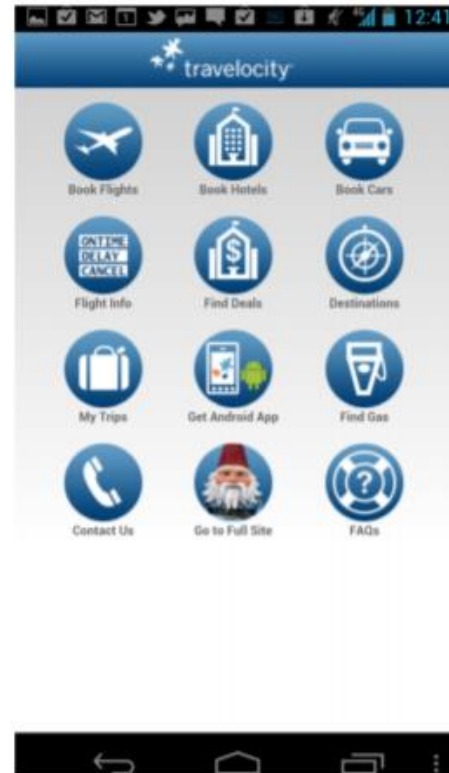 4G 12:41
travelocity
Book Flights Book Hotels Book Cars
ONTIME
DELAY
CANCEL
$
Flight Info Find Deals Destinations
My Trips Get Android App Find Gas
?
Contact Us Go to Full Site FAQs